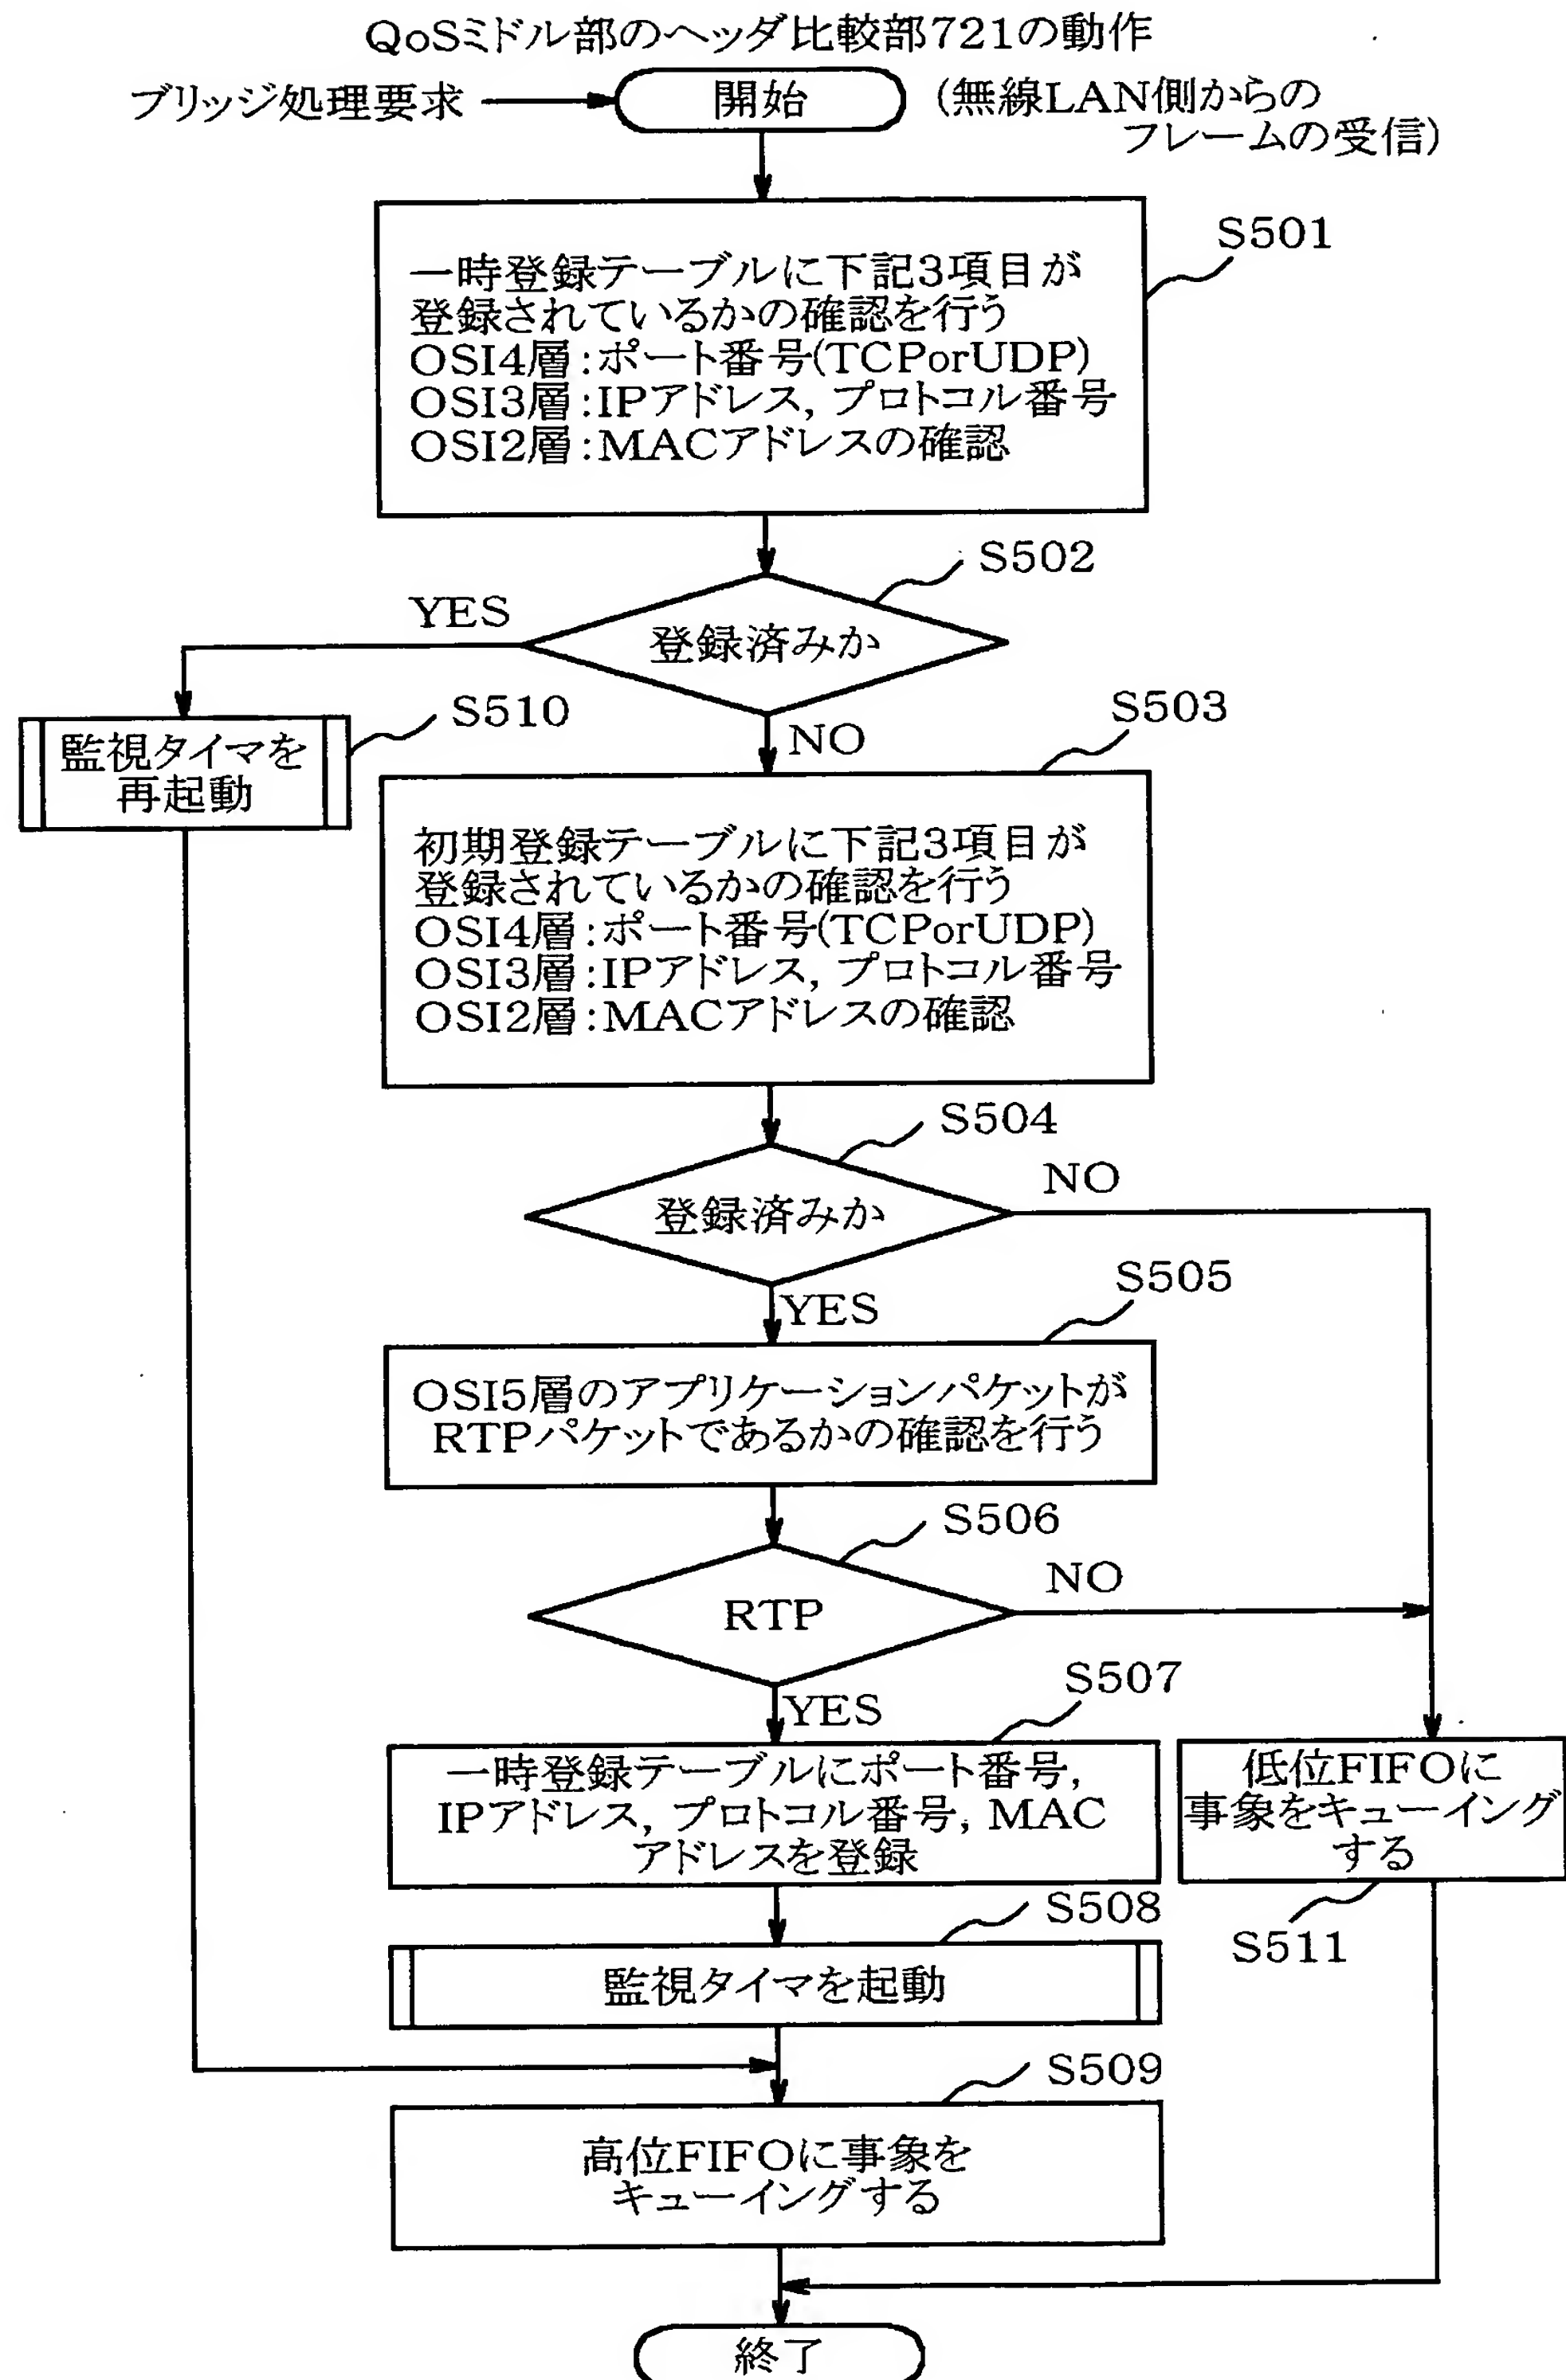 QoSミドル部のヘッダ比較部721の動作
ブリッジ処理要求
開始
(無線LAN側からの
フレームの受信)
S501
一時登録テーブルに下記3項目が
登録されているかの確認を行う
OSI4層:ポート番号(TCPorUDP)
OSI3層:IPアドレス, プロトコル番号
OSI2層:MACアドレスの確認
S502
YES
登録済みか
S510
監視タイマを
再起動
NO
S503
初期登録テーブルに下記3項目が
登録されているかの確認を行う
OSI4層:ポート番号(TCPorUDP)
OSI3層:IPアドレス, プロトコル番号
OSI2層:MACアドレスの確認
S504
NO
登録済みか
YES
S505
OSI5層のアプリケーションパケットが
RTPパケットであるかの確認を行う
S506
NO
RTP
YES
S507
一時登録テーブルにポート番号,
IPアドレス, プロトコル番号, MAC
アドレスを登録
低位FIFOに
事象をキューイング
する
S511
S508
監視タイマを起動
S509
高位FIFOに事象を
キューイングする
終了